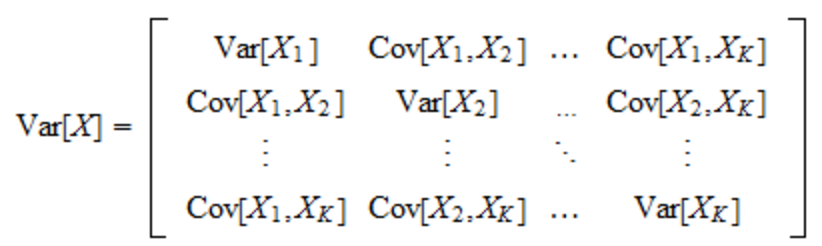 Var[X1] Cov[X1,X2] … Cov[X1,XK]
Var[X] = Cov[X1,X2] Var[X2] … Cov[X2,XK]
⋮ ⋮ ⋱ ⋮
Cov[X1,XK] Cov[X2,XK] … Var[XK]